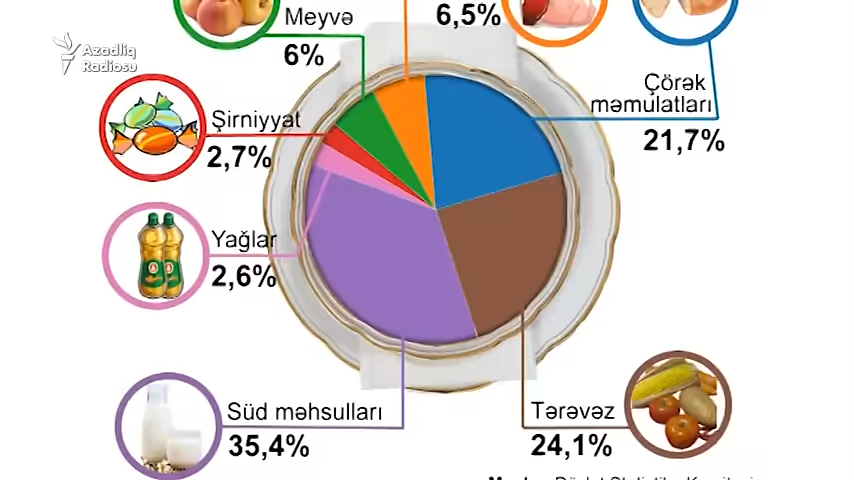 Meyvə
6%
6,5%
Azadlıq
Radiosu
Çörək
məmulatları
21,7%
Şirniyyat
2,7%
Yağlar
2,6%
Süd məhsulları
35,4%
Tərəvəz
24,1%